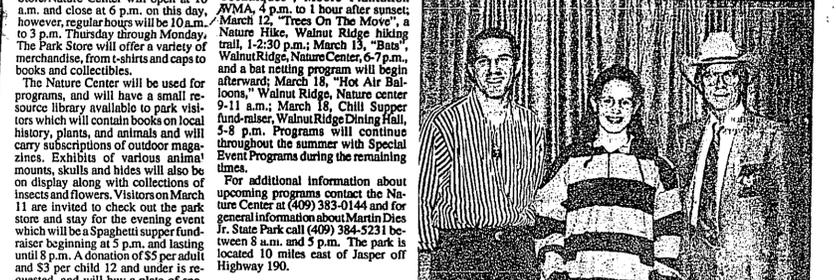 a.m. and close at 6 p.m. on this day,
however, regular hours will be 10 a.m.
to 3 p.m. Thursday through Monday.
The Park Store will offer a variety of
merchandise, from t-shirts and caps to
books and collectibles.
The Nature Center will be used for
programs, and will have a small re-
source library available to park visi-
tors which will contain books on local
history, plants, and animals and will
carry subscriptions of outdoor maga-
zines. Exhibits of various anima'
mounts, skulls and hides will also be
on display along with collections of
insects and flowers. Visitors on March
11 are invited to check out the park
store and stay for the evening event
which will be a Spaghetti supper fund-
raiser beginning at 5 p.m. and lasting
until 8 p.m. A donation of $5 per adult
and $3 per child 12 and under is re-
WMA, 4 p.m. to 1 hour after sunset;
March 12, "Trees On The Move", a
Nature Hike, Walnut Ridge hiking
trail, 1-2:30 p.m.; March 13, "Bats",
Walnut Ridge, Nature Center, 6-7 p.m.,
and a bat netting program will begin
afterward; March 18, "Hot Air Bal-
loons," Walnut Ridge, Nature center
9-11 a.m.; March 18, Chili Supper
fund-raiser, Walnut Ridge Dining Hall,
5-8 p.m. Programs will continue
throughout the summer with Special
Event Programs during the remaining
times.
For additional information about
upcoming programs contact the Na-
ture Center at (409) 383-0144 and for
general information about Martin Dies
Jr. State Park call (409) 384-5231 be-
tween 8 a.m. and 5 p.m. The park is
located 10 miles east of Jasper off
Highway 190.